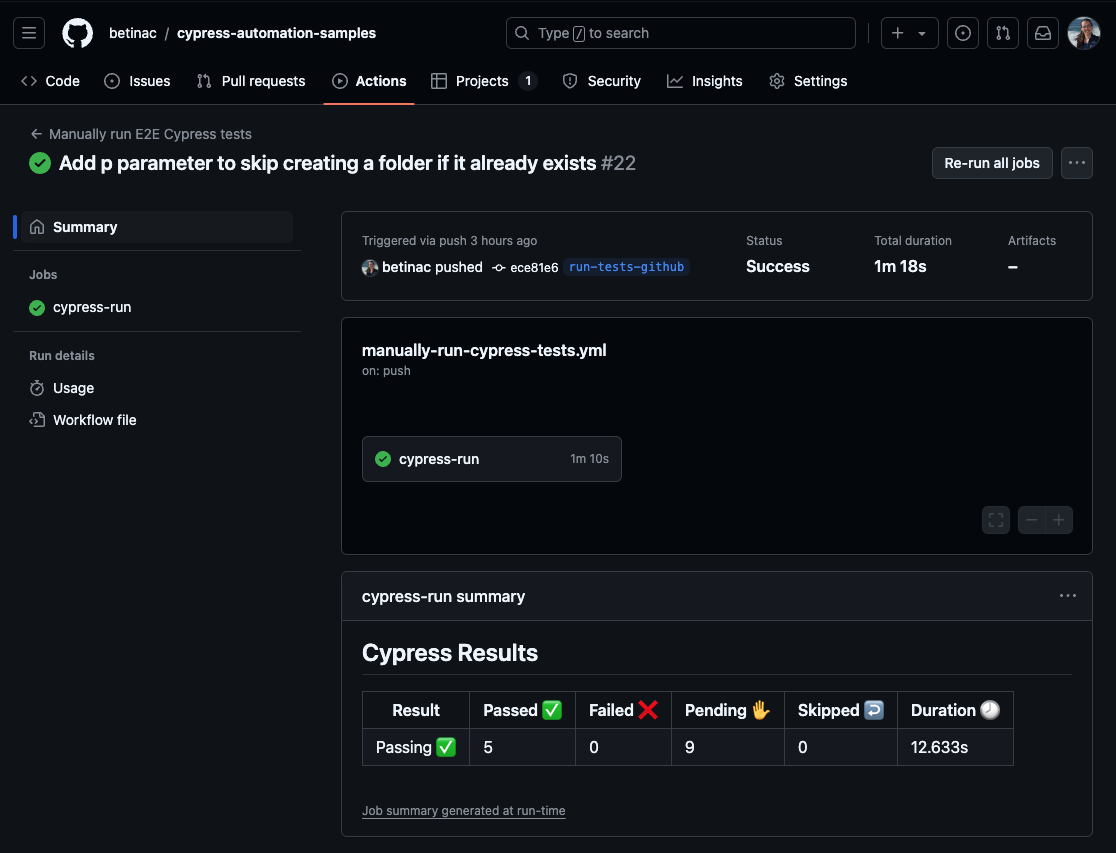 betinac / cypress-automation-samples
Type / to search
Code
Issues
Pull requests
Actions
Projects 1
Security
Insights
Settings
← Manually run E2E Cypress tests
Add p parameter to skip creating a folder if it already exists #22
Re-run all jobs
Summary
Jobs
cypress-run
Run details
Usage
Workflow file
Triggered via push 3 hours ago
betinac pushed ece81e6 run-tests-github
Status
Success
Total duration
1m 18s
Artifacts
–
manually-run-cypress-tests.yml
on: push
cypress-run 1m 10s
cypress-run summary
Cypress Results
Result Passed ✅ Failed ❌ Pending ✋ Skipped ↩️ Duration 🕗
Passing ✅ 5 0 9 0 12.633s
Job summary generated at run-time